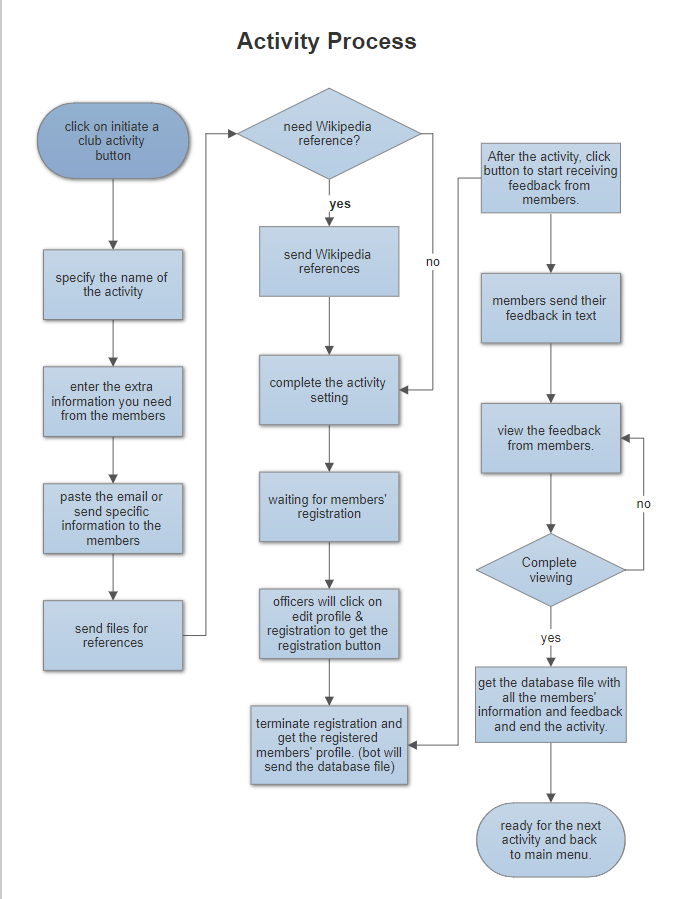 Activity Process
click on initiate a
club activity
button
specify the name of
the activity
enter the extra
information you need
from the members
paste the email or
send specific
information to the
members
send files for
references
need Wikipedia
reference?
yes
no
send Wikipedia
references
complete the activity
setting
waiting for members'
registration
officers will click on
edit profile &
registration to get the
registration button
terminate registration and
get the registered
members' profile. (bot will
send the database file)
After the activity, click
button to start receiving
feedback from
members.
members send their
feedback in text
view the feedback
from members.
no
Complete
viewing
yes
get the database file with
all the members'
information and feedback
and end the activity.
ready for the next
activity and back
to main menu.